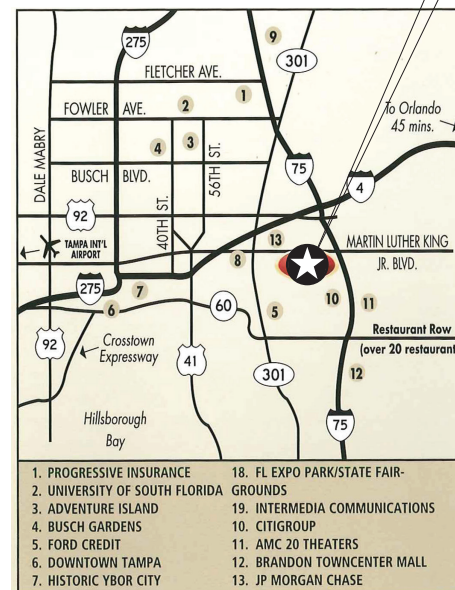 9
275
301
FLETCHER AVE.
1
FOWLER AVE.
2
To Orlando
45 mins.
DALE MABRY
4
3
56TH ST.
75
4
BUSCH BLVD.
40TH ST.
92
TAMPA INT'L
AIRPORT
13
MARTIN LUTHER KING
JR. BLVD.
8
275
7
10
11
6
60
5
Restaurant Row
(over 20 restaurant
92
Crosstown
Expressway
41
301
12
75
Hillsborough
Bay
1. PROGRESSIVE INSURANCE
2. UNIVERSITY OF SOUTH FLORIDA
3. ADVENTURE ISLAND
4. BUSCH GARDENS
5. FORD CREDIT
6. DOWNTOWN TAMPA
7. HISTORIC YBOR CITY
18. FL EXPO PARK/STATE FAIR-
GROUNDS
19. INTERMEDIA COMMUNICATIONS
10. CITIGROUP
11. AMC 20 THEATERS
12. BRANDON TOWNCENTER MALL
13. JP MORGAN CHASE